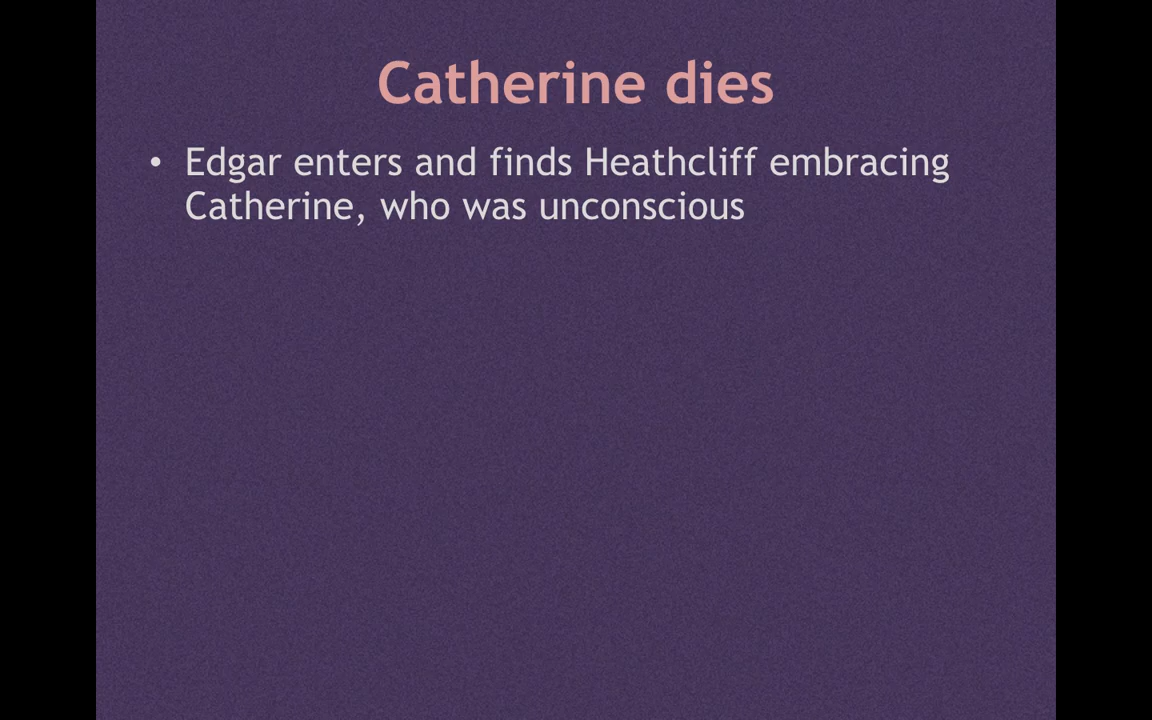 Catherine dies
• Edgar enters and finds Heathcliff embracing
Catherine, who was unconscious